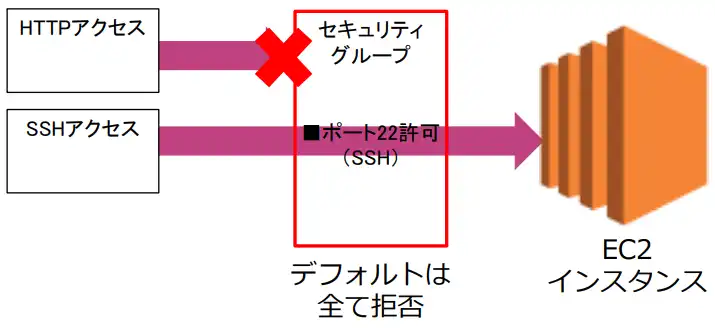 HTTPアクセス
セキュリティ
グループ
SSHアクセス
■ポート22許可
（SSH）
EC2
インスタンス
デフォルトは
全て拒否